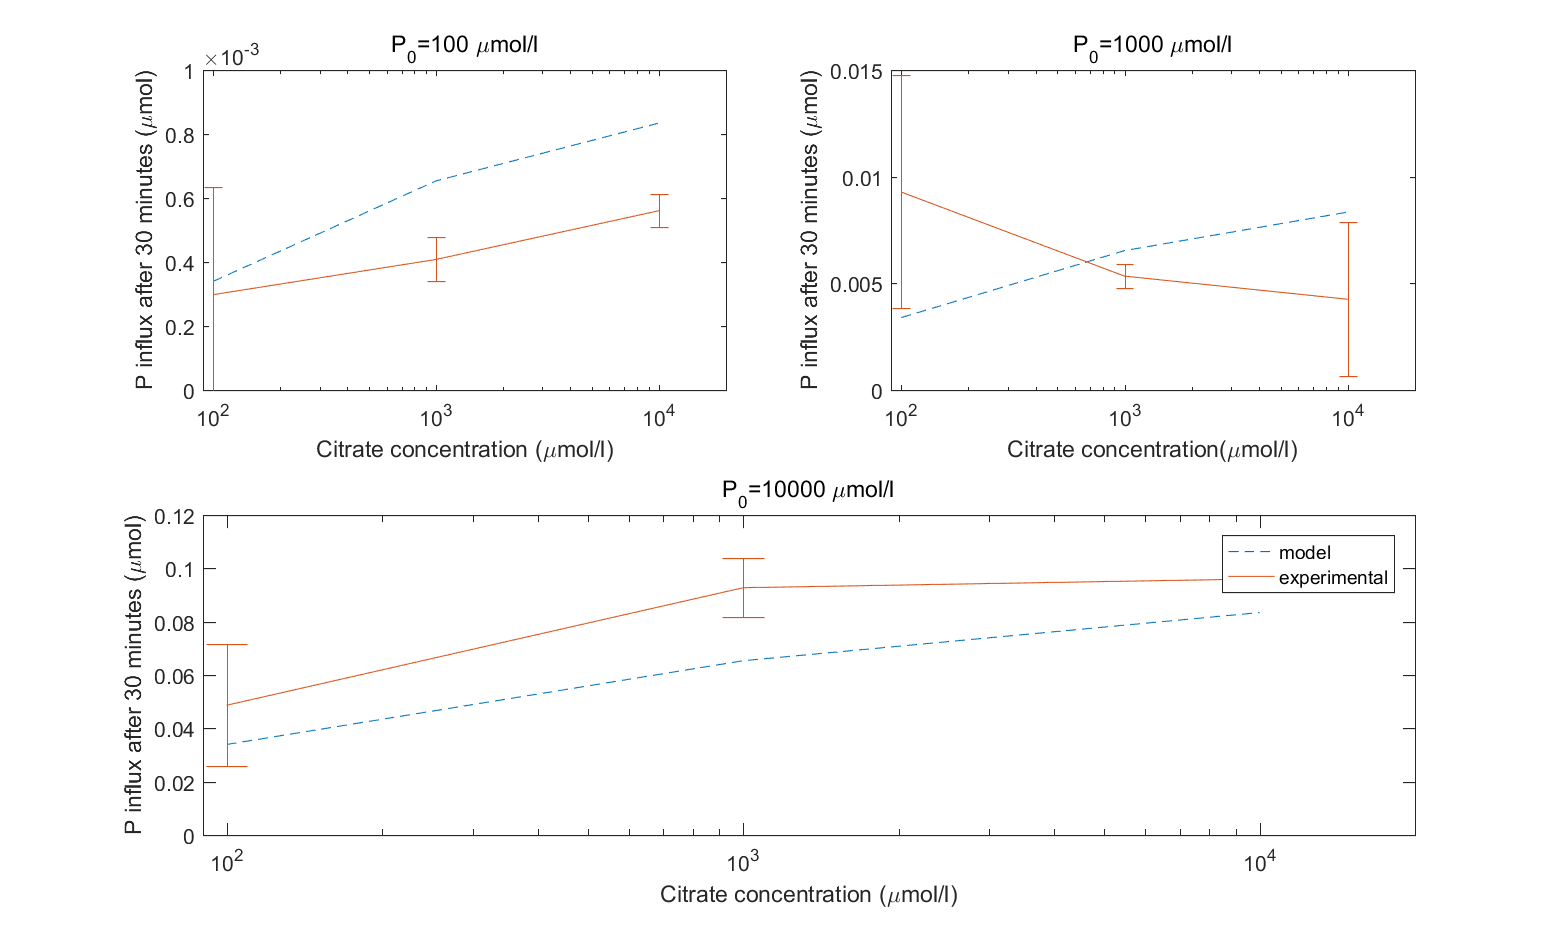 P₀=100 μmol/l
×10⁻³
P influx after 30 minutes (μmol)
1
0.8
0.6
0.4
0.2
0
10² 10³ 10⁴
Citrate concentration (μmol/l)
P₀=1000 μmol/l
P influx after 30 minutes (μmol)
0.015
0.01
0.005
0
10² 10³ 10⁴
Citrate concentration(μmol/l)
P₀=10000 μmol/l
P influx after 30 minutes (μmol)
0.12
0.1
0.08
0.06
0.04
0.02
0
model
experimental
10² 10³ 10⁴
Citrate concentration (μmol/l)